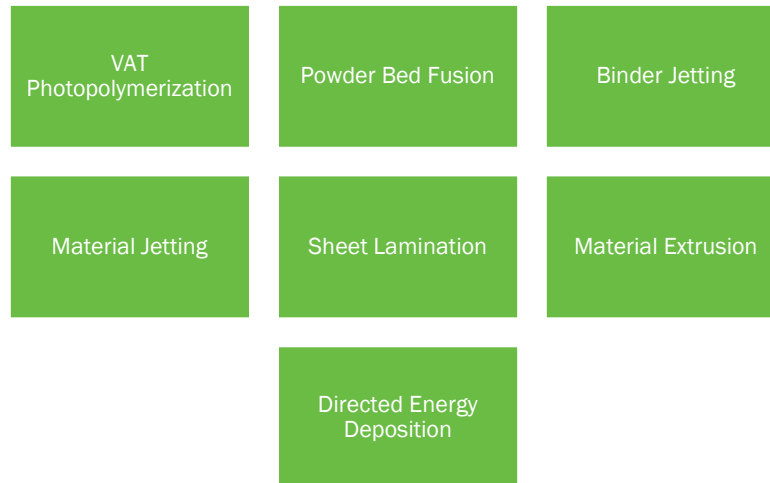 VAT
Photopolymerization
Powder Bed Fusion
Binder Jetting
Material Jetting
Sheet Lamination
Material Extrusion
Directed Energy
Deposition